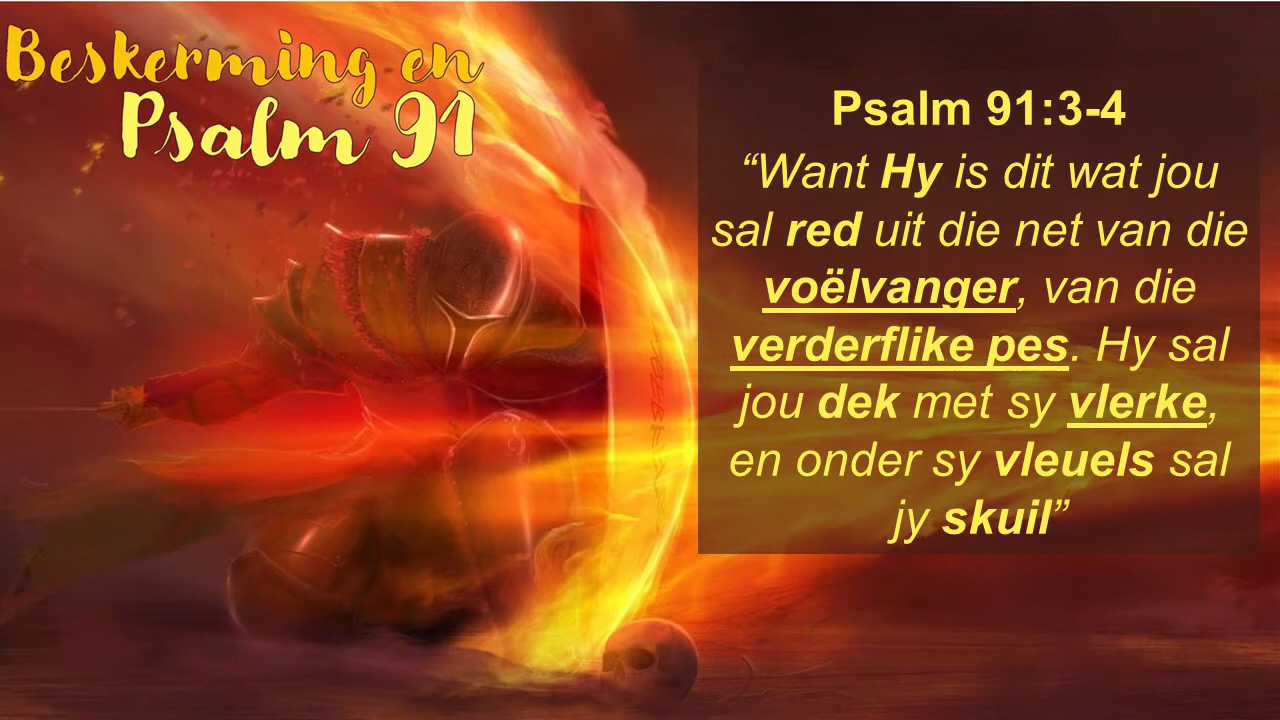 Beskerming en
Psalm 91
Psalm 91:3-4
“Want Hy is dit wat jou
sal red uit die net van die
voëlvanger, van die
verderflike pes. Hy sal
jou dek met sy vlerke,
en onder sy vleuels sal
jy skuil”